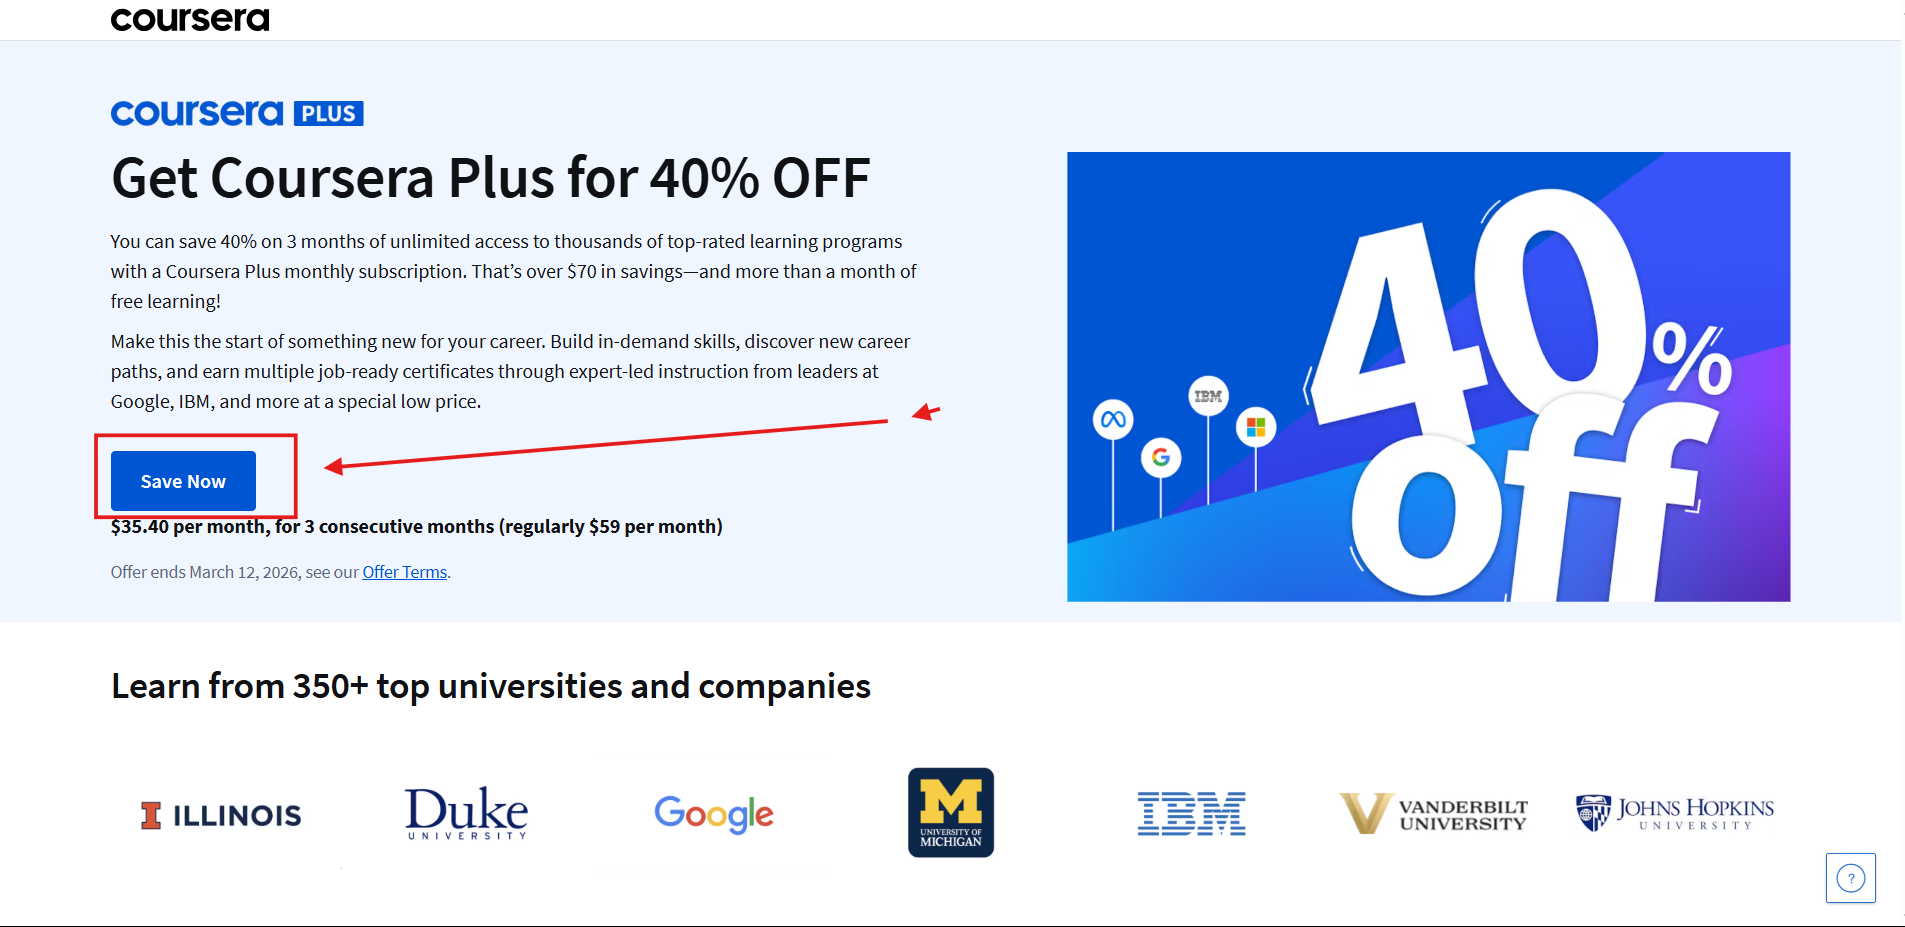 coursera
coursera PLUS
Get Coursera Plus for 40% OFF
You can save 40% on 3 months of unlimited access to thousands of top-rated learning programs
with a Coursera Plus monthly subscription. That’s over $70 in savings—and more than a month of
free learning!
Make this the start of something new for your career. Build in-demand skills, discover new career
paths, and earn multiple job-ready certificates through expert-led instruction from leaders at
Google, IBM, and more at a special low price.
Save Now
$35.40 per month, for 3 consecutive months (regularly $59 per month)
Offer ends March 12, 2026, see our Offer Terms.
40%
off
IBM
G
Learn from 350+ top universities and companies
I ILLINOIS
Duke
UNIVERSITY
Google
M
UNIVERSITY OF
MICHIGAN
IBM
V VANDERBILT
UNIVERSITY
JOHNS HOPKINS
UNIVERSITY
?